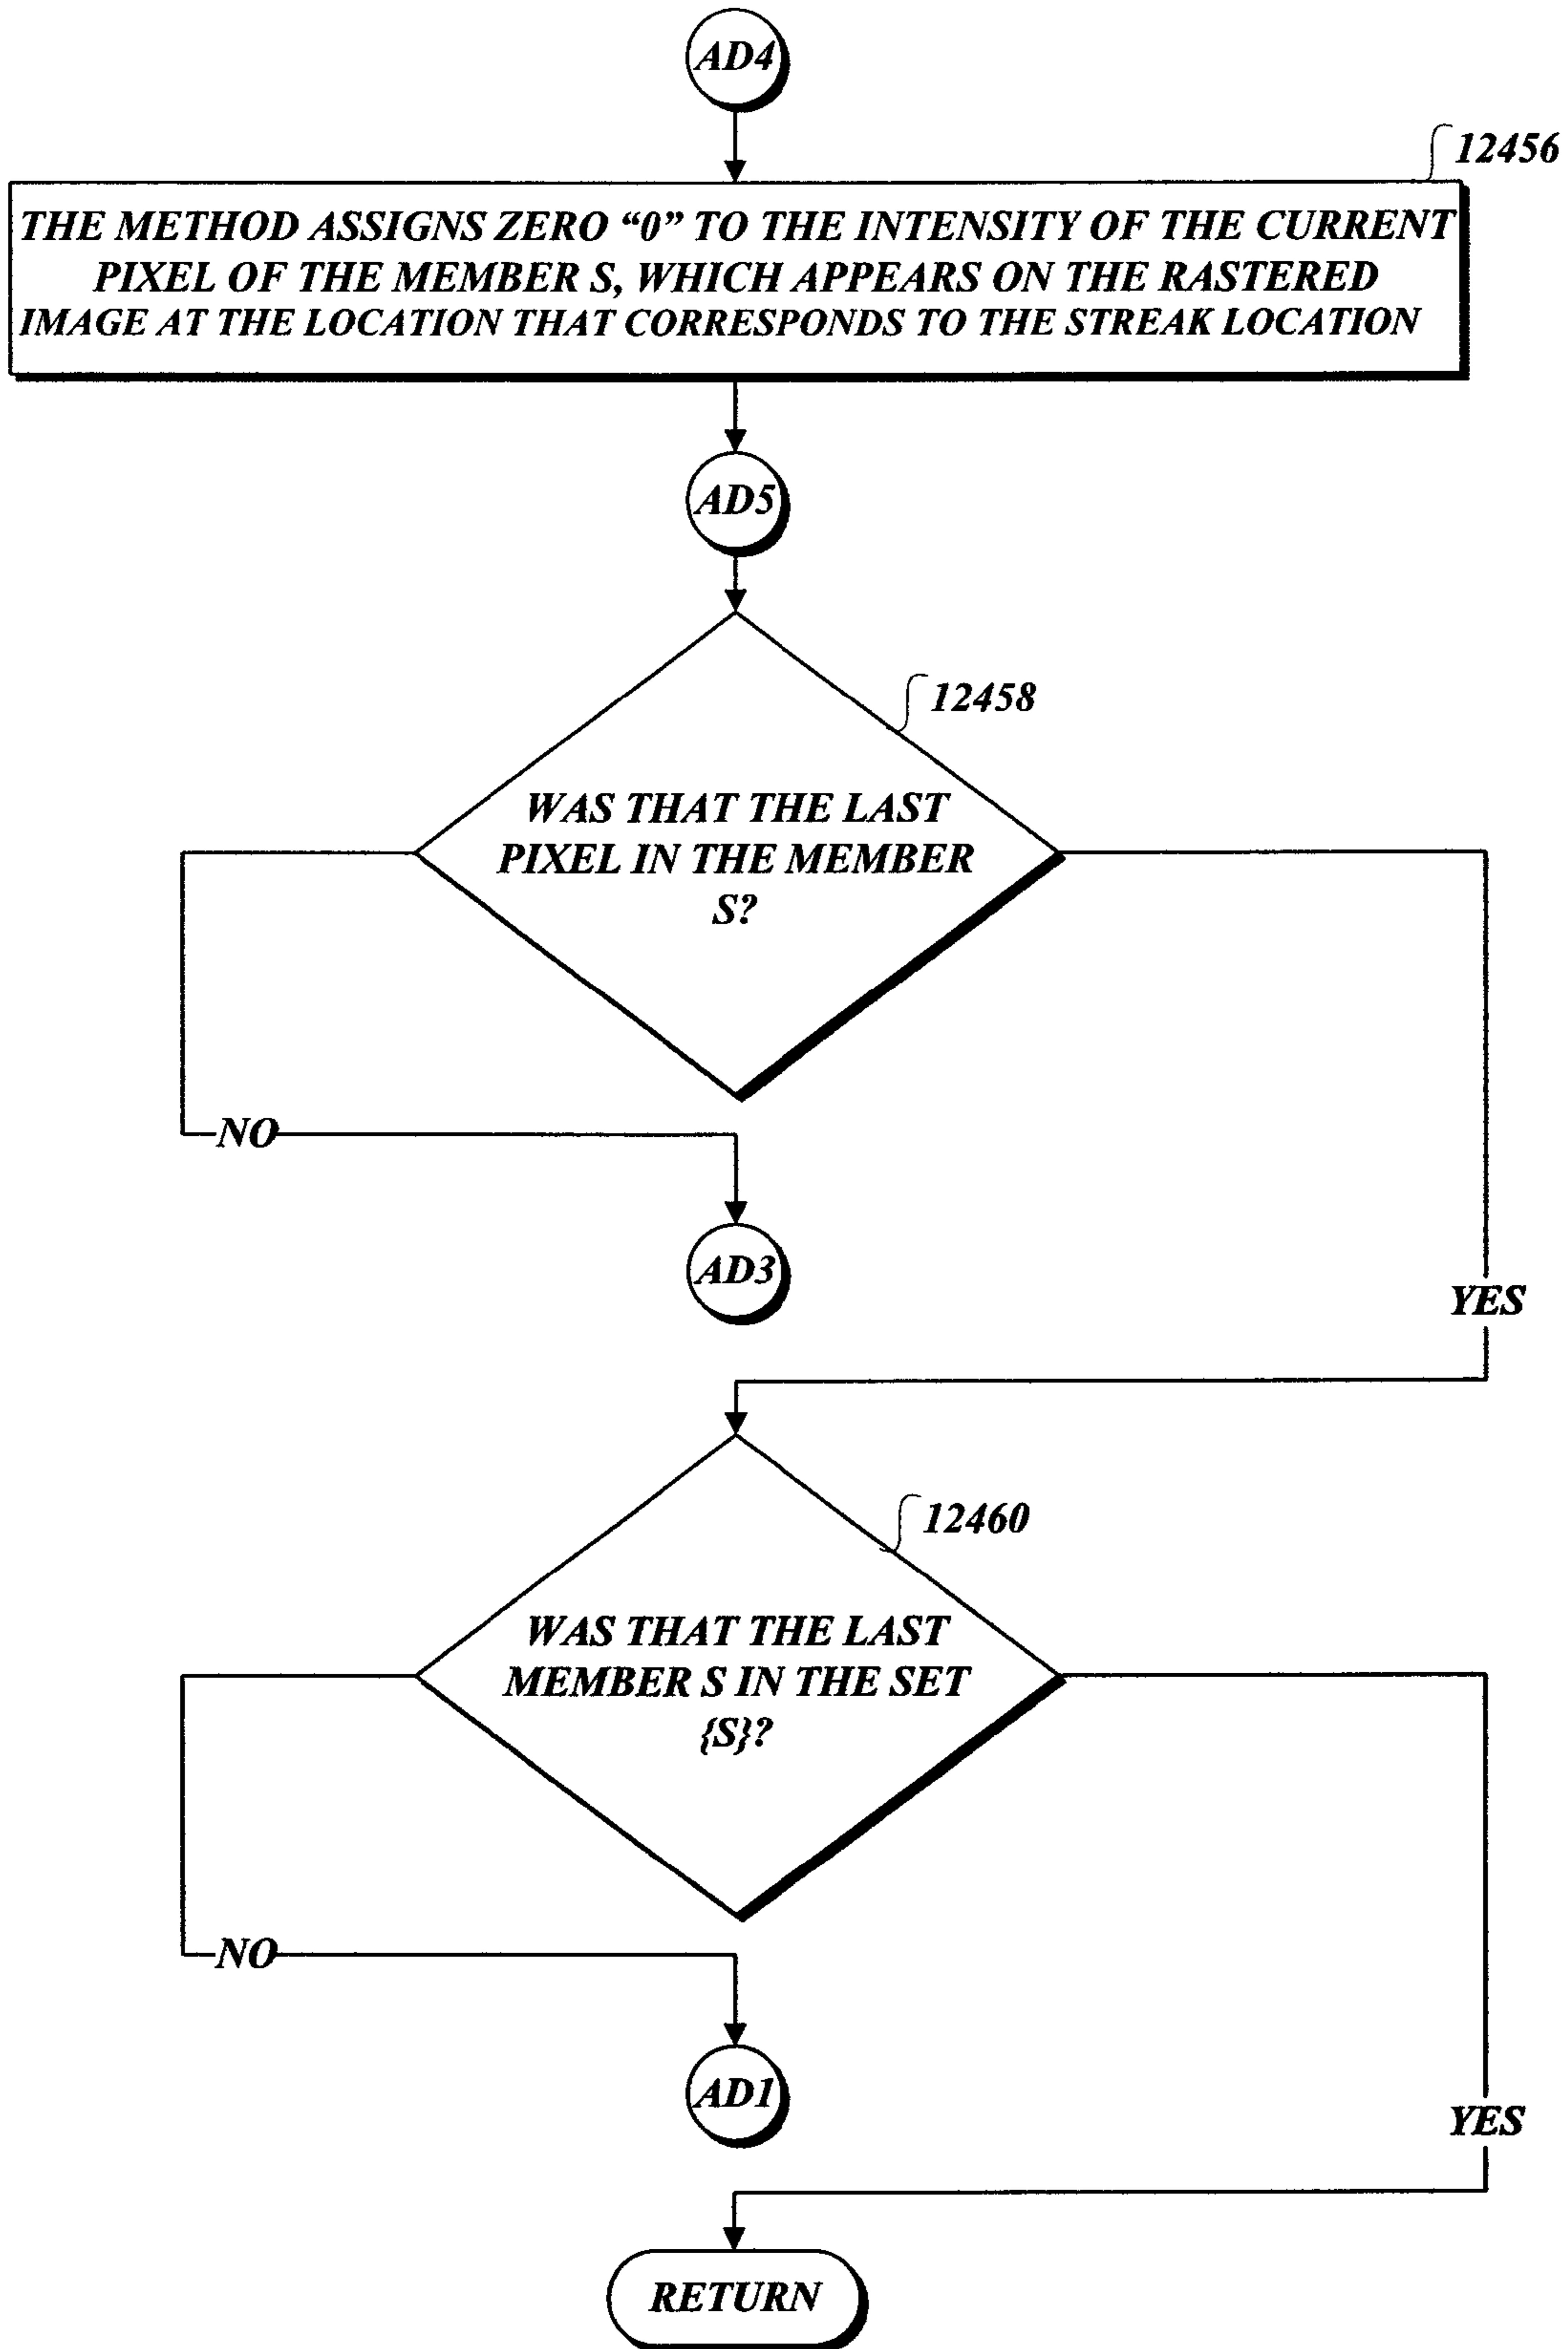 AD4
12456
THE METHOD ASSIGNS ZERO “0” TO THE INTENSITY OF THE CURRENT
PIXEL OF THE MEMBER S, WHICH APPEARS ON THE RASTERED
IMAGE AT THE LOCATION THAT CORRESPONDS TO THE STREAK LOCATION
AD5
12458
WAS THAT THE LAST
PIXEL IN THE MEMBER
S?
NO
AD3
YES
12460
WAS THAT THE LAST
MEMBER S IN THE SET
{S}?
NO
AD1
YES
RETURN